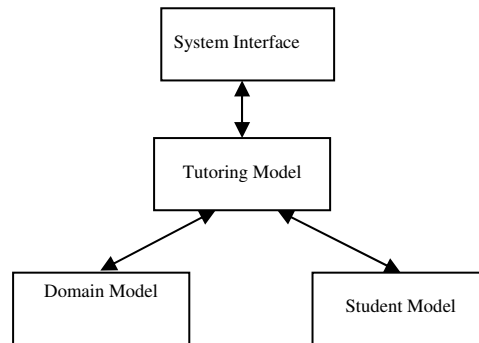 System Interface
Tutoring Model
Domain Model
Student Model